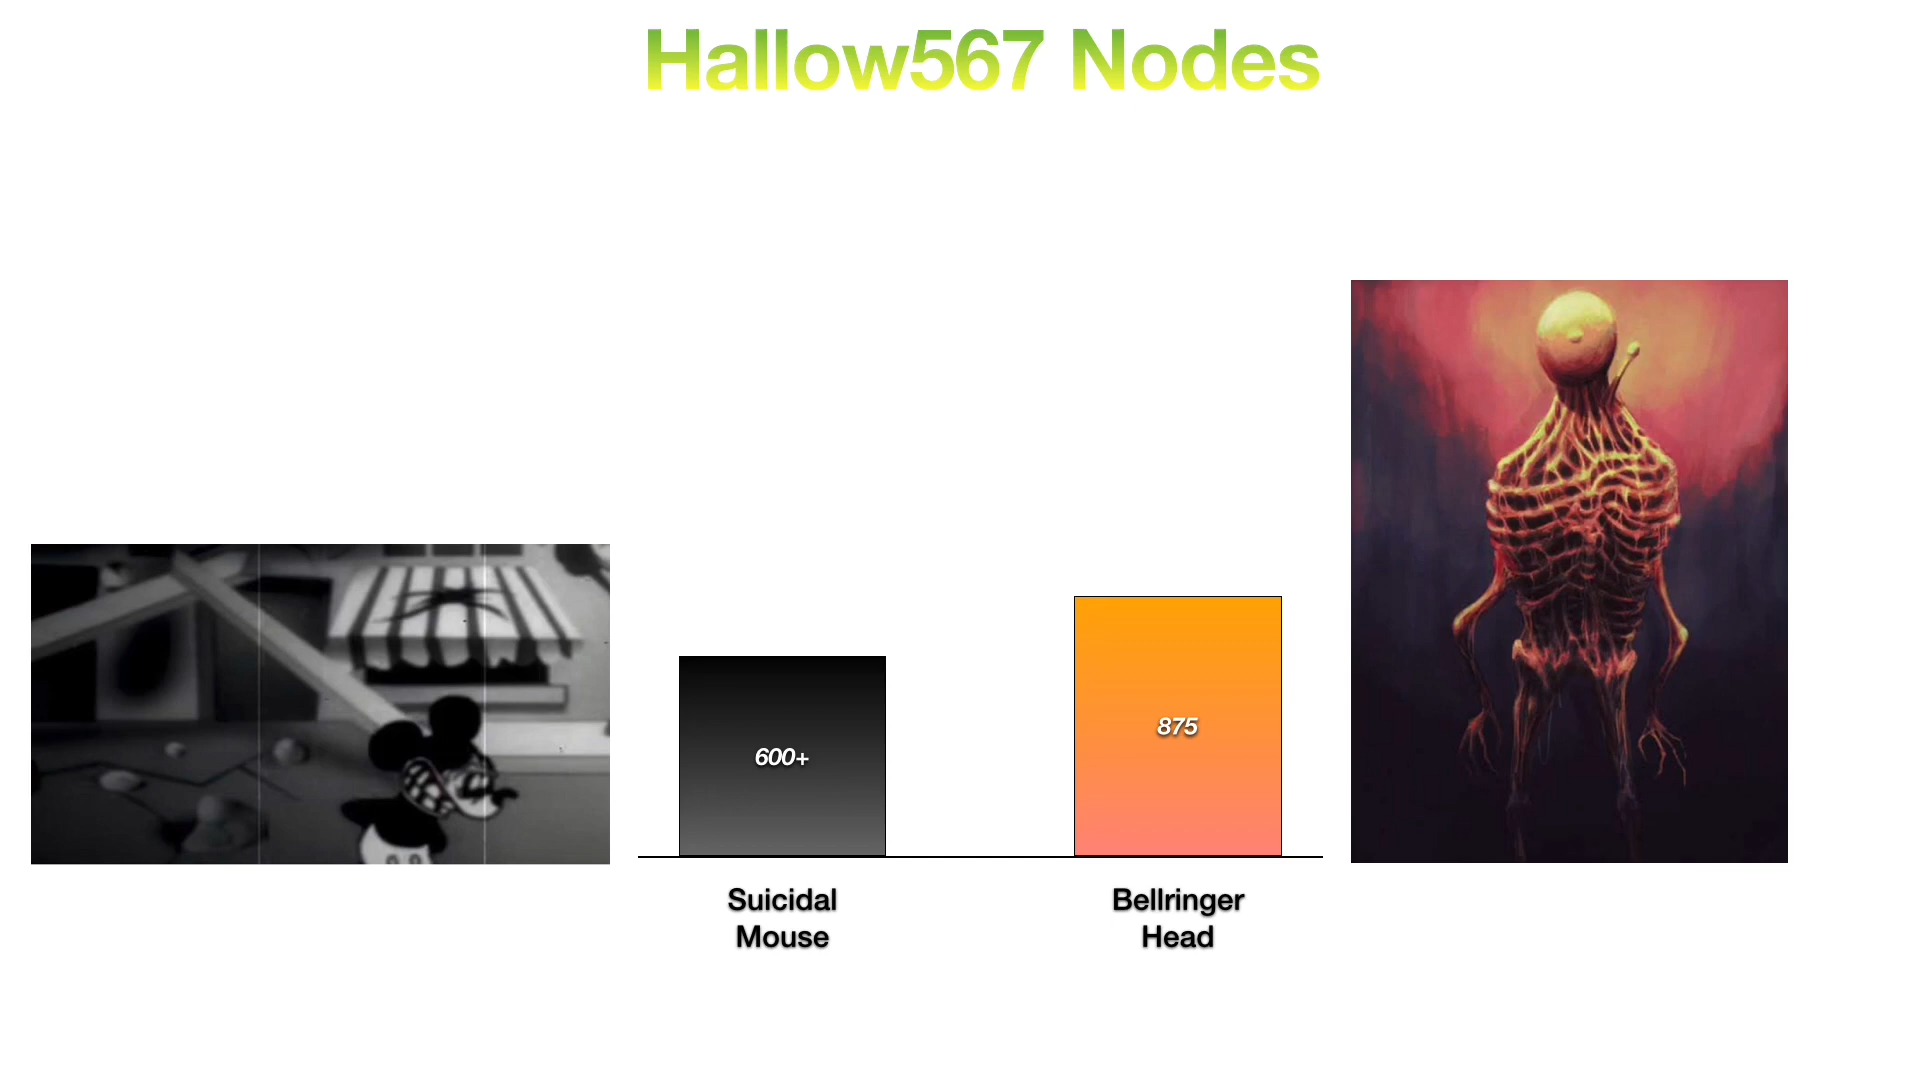 Hallow567 Nodes
600+
875
Suicidal
Mouse
Bellringer
Head